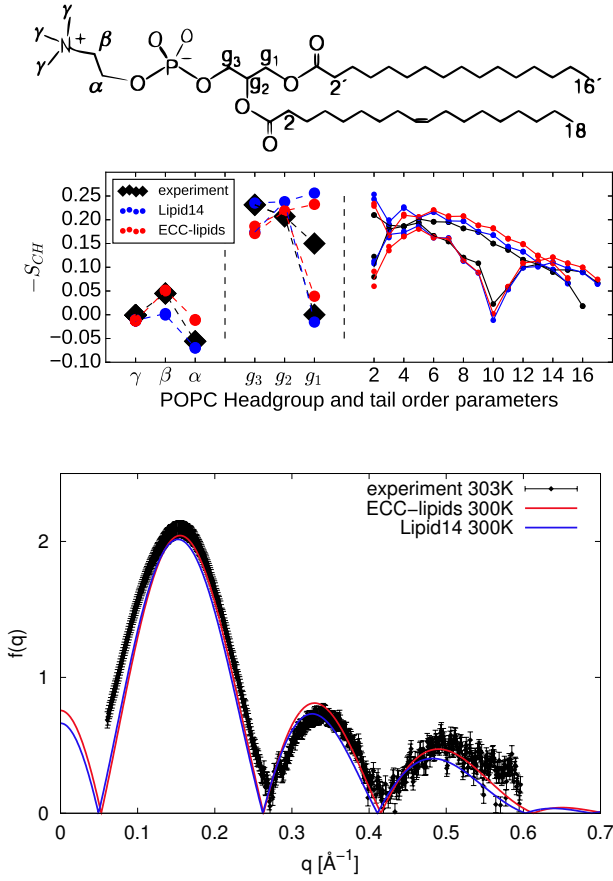 γ
γ N + β O O
γ α O P − O g₃ g₁ O O
g₂ 2´ 16´
O 2 18
O
experiment
Lipid14
ECC-lipids
−S_CH
−0.25
−0.20
0.15
0.10
0.05
0.00
−0.05
−0.10
γ β α g₃ g₂ g₁ 2 4 6 8 10 12 14 16
POPC Headgroup and tail order parameters
experiment 303K
ECC−lipids 300K
Lipid14 300K
f(q)
2
1
0
0 0.1 0.2 0.3 0.4 0.5 0.6 0.7
q [Å⁻¹]